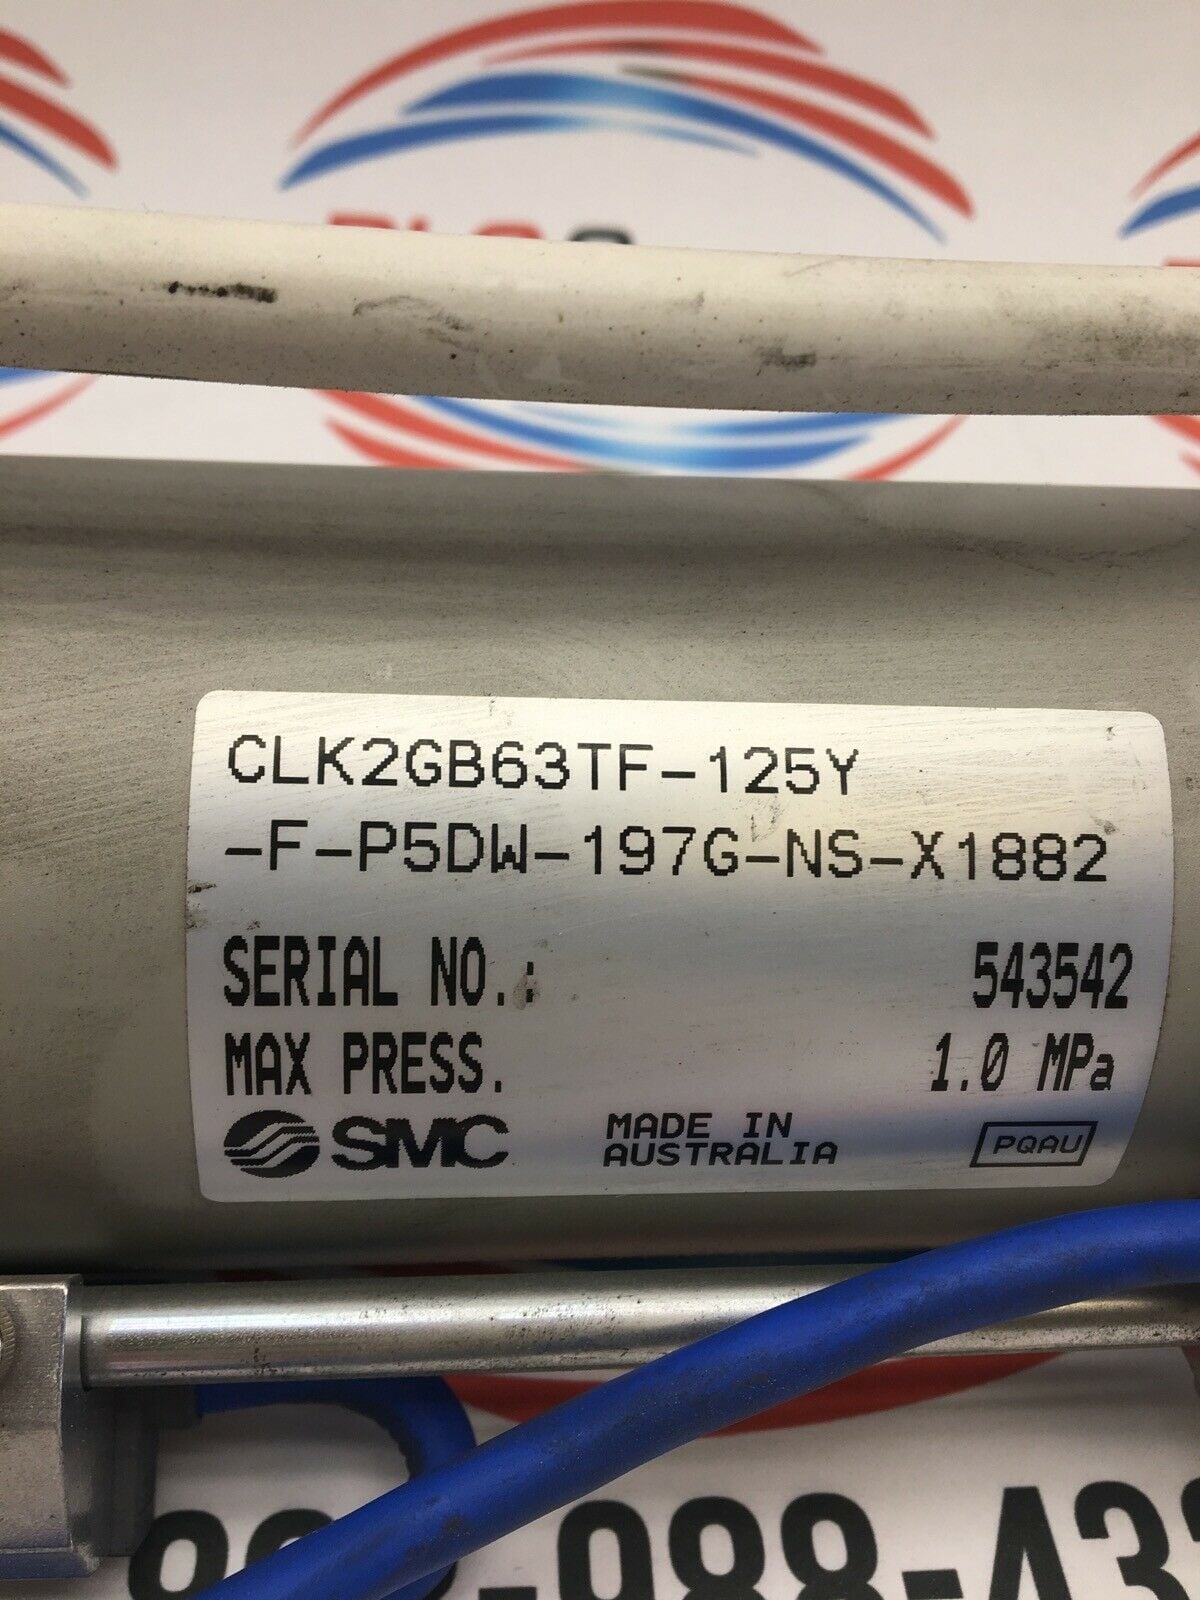 CLK2GB63TF-125Y
-F-P5DW-197G-NS-X1882
SERIAL NO.: 543542
MAX PRESS. 1.0 MPa
SMC MADE IN AUSTRALIA PQAU